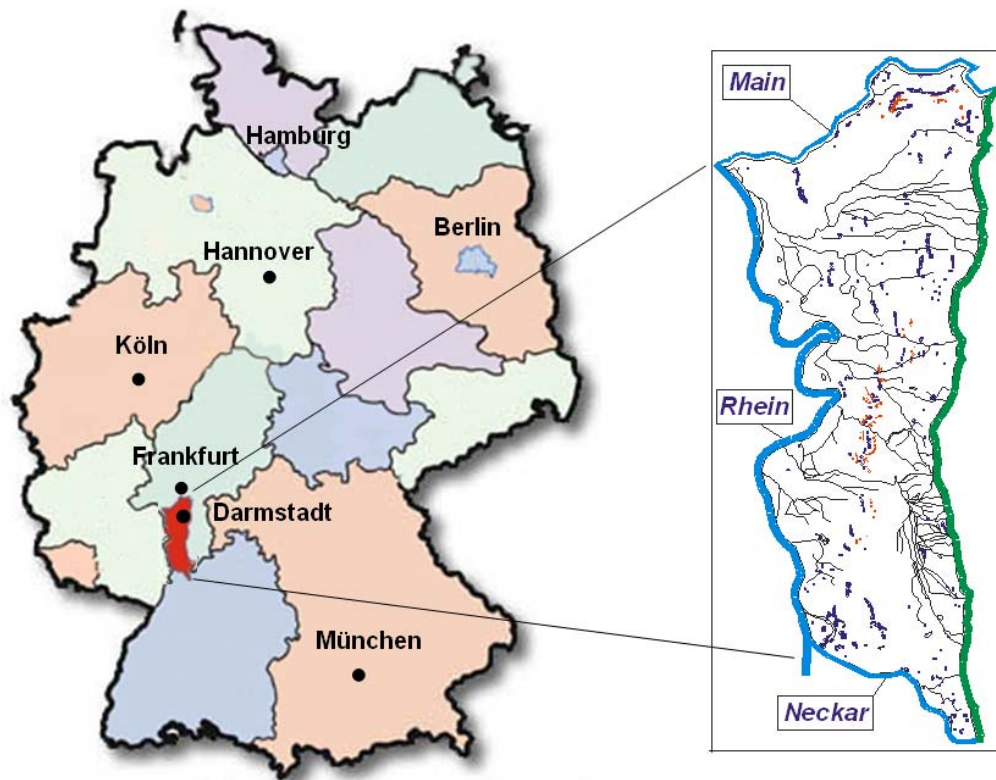 Hamburg
Berlin
Hannover
Köln
Frankfurt
Darmstadt
München
Main
Rhein
Neckar